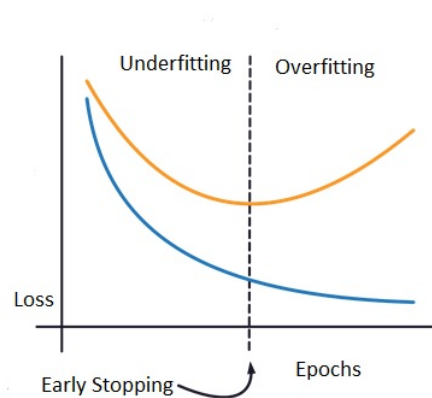 Underfitting
Overfitting
Loss
Epochs
Early Stopping